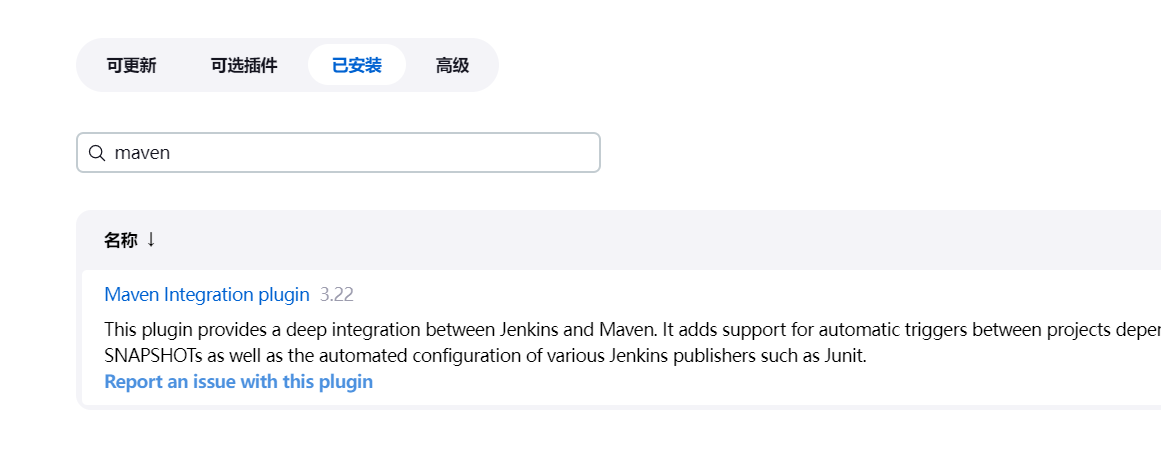 可更新 可选插件 已安装 高级
maven
名称 ↓
Maven Integration plugin 3.22
This plugin provides a deep integration between Jenkins and Maven. It adds support for automatic triggers between projects
SNAPSHOTs as well as the automated configuration of various Jenkins publishers such as Junit.
Report an issue with this plugin